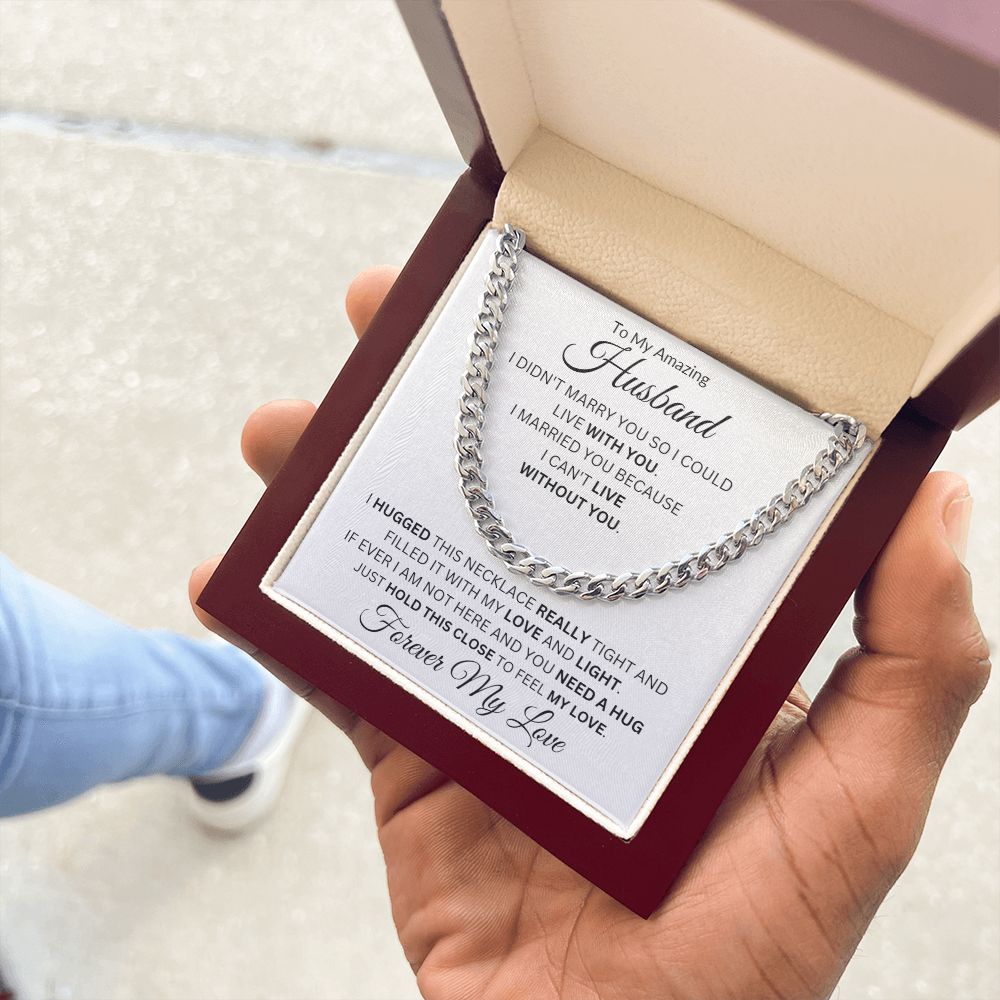 To My Amazing
Husband
I DIDN'T MARRY YOU SO I COULD
LIVE WITH YOU.
I MARRIED YOU BECAUSE
I CAN'T LIVE
WITHOUT YOU.
I HUGGED THIS NECKLACE REALLY TIGHT AND
FILLED IT WITH MY LOVE AND LIGHT.
IF EVER I AM NOT HERE AND YOU NEED A HUG
JUST HOLD THIS CLOSE TO FEEL MY LOVE.
Forever My Love